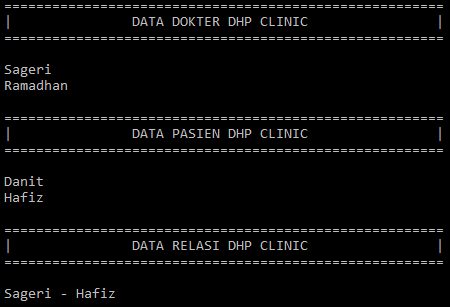 =======================================================
|               DATA DOKTER DHP CLINIC                |
=======================================================
Sageri
Ramadhan
=======================================================
|               DATA PASIEN DHP CLINIC                |
=======================================================
Danit
Hafiz
=======================================================
|               DATA RELASI DHP CLINIC                |
=======================================================
Sageri - Hafiz